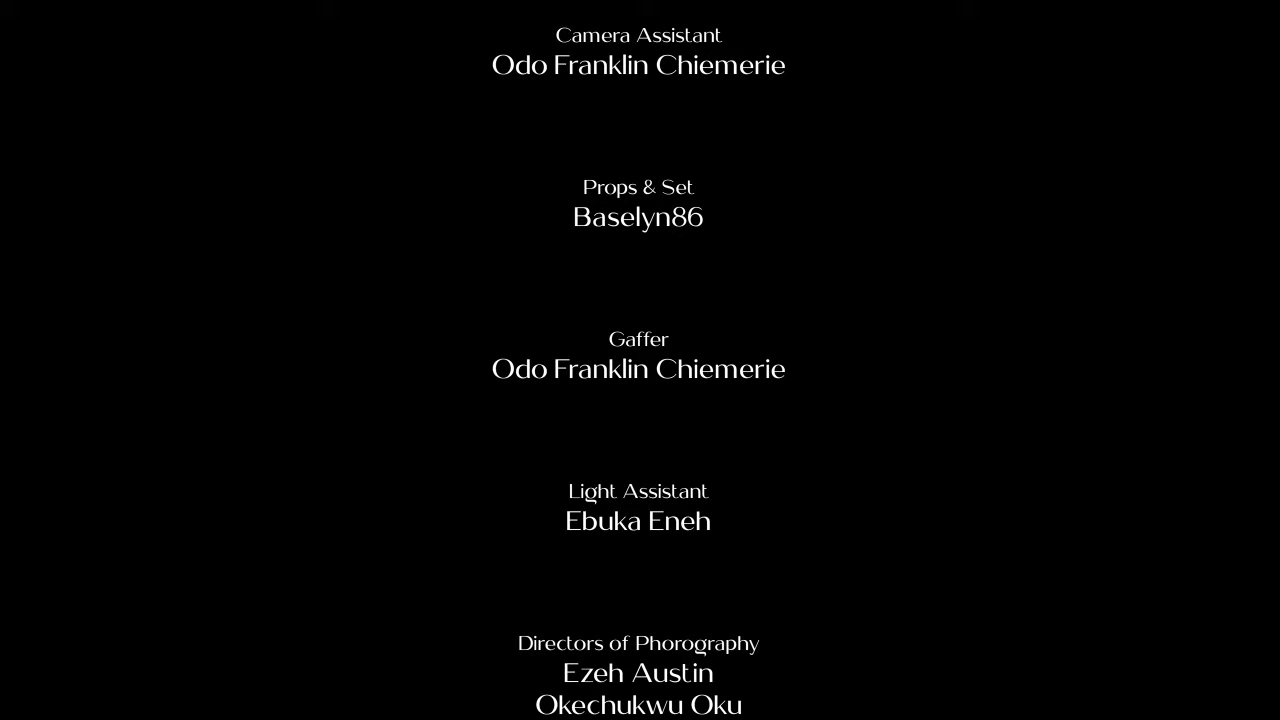 Camera Assistant
Odo Franklin Chiemerie
Props & Set
Baselyn86
Gaffer
Odo Franklin Chiemerie
Light Assistant
Ebuka Eneh
Directors of Phorography
Ezeh Austin
Okechukwu Oku